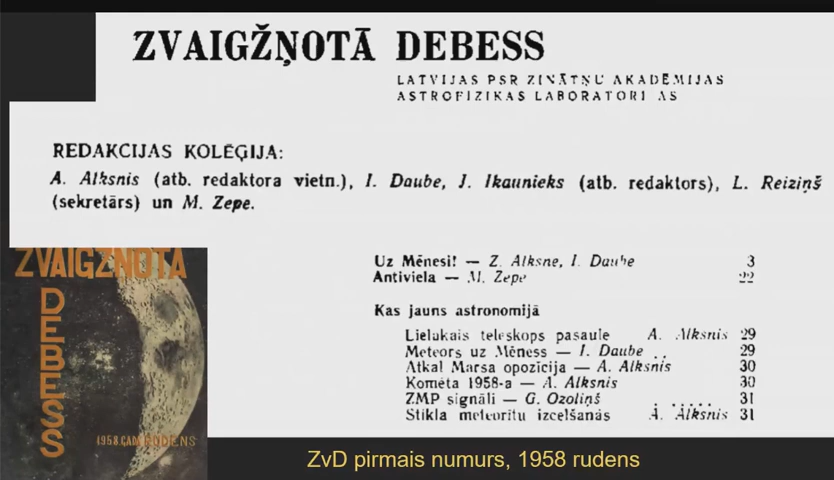 ZVAIGŽŅOTĀ DEBESS
LATVIJAS PSR ZINĀTŅU AKADĒMIJAS
ASTROFIZIKAS LABORATORI AS
REDAKCIJAS KOLĒĢIJA:
A. Alksnis (atb. redaktora vietn.), I. Daube, J. Ikaunieks (atb. redaktors), L. Reiziņš
(sekretārs) un M. Zepe.
Uz Mēnesi! — Z. Alksne, I. Daube 3
Antiviela — M. Zepe 22
Kas jauns astronomijā
Lielākais teleskops pasaulē A. Alksnis 29
Meteors uz Mēness — I. Daube . . 29
Atkal Marsa opozīcija — A. Alksnis 30
Komēta 1958-a — A. Alksnis 30
ZMP signāli — G. Ozoliņš . . . . . . 31
Stikla meteorītu izcelšanās A. Alksnis 31
ZVAIGŽŅOTĀ
DEBESS
1958. GADA RUDENS
ZvD pirmais numurs, 1958 rudens